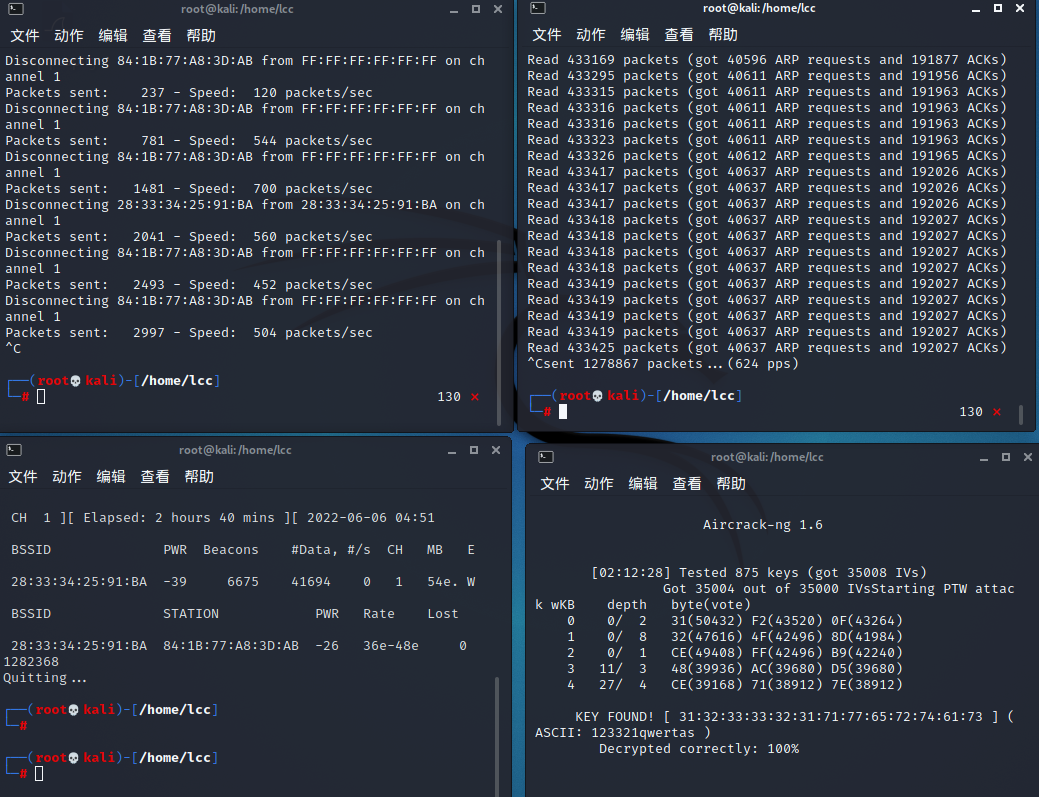 root@kali:/home/lcc
文件 动作 编辑 查看 帮助
Disconnecting 84:1B:77:A8:3D:AB from FF:FF:FF:FF:FF:FF on ch
annel 1
Packets sent:    237 - Speed:  120 packets/sec
Disconnecting 84:1B:77:A8:3D:AB from FF:FF:FF:FF:FF:FF on ch
annel 1
Packets sent:    781 - Speed:  544 packets/sec
Disconnecting 84:1B:77:A8:3D:AB from FF:FF:FF:FF:FF:FF on ch
annel 1
Packets sent:   1481 - Speed:  700 packets/sec
Disconnecting 28:33:34:25:91:BA from 28:33:34:25:91:BA on ch
annel 1
Packets sent:   2041 - Speed:  560 packets/sec
Disconnecting 84:1B:77:A8:3D:AB from FF:FF:FF:FF:FF:FF on ch
annel 1
Packets sent:   2493 - Speed:  452 packets/sec
Disconnecting 84:1B:77:A8:3D:AB from FF:FF:FF:FF:FF:FF on ch
annel 1
Packets sent:   2997 - Speed:  504 packets/sec
^C
┌──(root💀kali)-[/home/lcc]
└─# 130 ⨯
root@kali:/home/lcc
文件 动作 编辑 查看 帮助
Read 433169 packets (got 40596 ARP requests and 191877 ACKs)
Read 433295 packets (got 40611 ARP requests and 191956 ACKs)
Read 433315 packets (got 40611 ARP requests and 191963 ACKs)
Read 433316 packets (got 40611 ARP requests and 191963 ACKs)
Read 433316 packets (got 40611 ARP requests and 191963 ACKs)
Read 433323 packets (got 40611 ARP requests and 191963 ACKs)
Read 433326 packets (got 40612 ARP requests and 191965 ACKs)
Read 433417 packets (got 40637 ARP requests and 192026 ACKs)
Read 433417 packets (got 40637 ARP requests and 192026 ACKs)
Read 433417 packets (got 40637 ARP requests and 192026 ACKs)
Read 433418 packets (got 40637 ARP requests and 192027 ACKs)
Read 433418 packets (got 40637 ARP requests and 192027 ACKs)
Read 433418 packets (got 40637 ARP requests and 192027 ACKs)
Read 433418 packets (got 40637 ARP requests and 192027 ACKs)
Read 433419 packets (got 40637 ARP requests and 192027 ACKs)
Read 433419 packets (got 40637 ARP requests and 192027 ACKs)
Read 433419 packets (got 40637 ARP requests and 192027 ACKs)
Read 433419 packets (got 40637 ARP requests and 192027 ACKs)
Read 433425 packets (got 40637 ARP requests and 192027 ACKs)
^Csent 1278867 packets...(624 pps)
┌──(root💀kali)-[/home/lcc]
└─# 130 ⨯
root@kali:/home/lcc
文件 动作 编辑 查看 帮助
CH  1 ][ Elapsed: 2 hours 40 mins ][ 2022-06-06 04:51
BSSID              PWR  Beacons    #Data, #/s  CH   MB   E
28:33:34:25:91:BA  -39     6675    41694    0   1   54e. W
BSSID              STATION            PWR   Rate    Lost
28:33:34:25:91:BA  84:1B:77:A8:3D:AB  -26   36e-48e     0
1282368
Quitting...
┌──(root💀kali)-[/home/lcc]
└─#
┌──(root💀kali)-[/home/lcc]
└─#
root@kali:/home/lcc
文件 动作 编辑 查看 帮助
Aircrack-ng 1.6
[02:12:28] Tested 875 keys (got 35008 IVs)
Got 35004 out of 35000 IVsStarting PTW attac
k wKB    depth   byte(vote)
0    0/  2   31(50432) F2(43520) 0F(43264)
1    0/  8   32(47616) 4F(42496) 8D(41984)
2    0/  1   CE(49408) FF(42496) B9(42240)
3   11/  3   48(39936) AC(39680) D5(39680)
4   27/  4   CE(39168) 71(38912) 7E(38912)
KEY FOUND! [ 31:32:33:33:32:31:71:77:65:72:74:61:73 ] (
ASCII: 123321qwertas )
Decrypted correctly: 100%